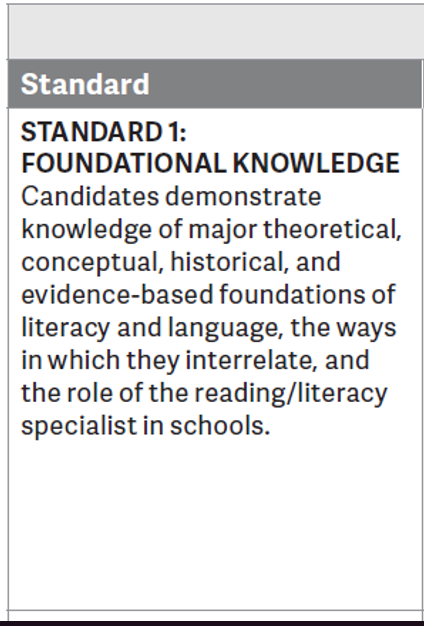 Standard
STANDARD 1:
FOUNDATIONAL KNOWLEDGE
Candidates demonstrate
knowledge of major theoretical,
conceptual, historical, and
evidence-based foundations of
literacy and language, the ways
in which they interrelate, and
the role of the reading/literacy
specialist in schools.